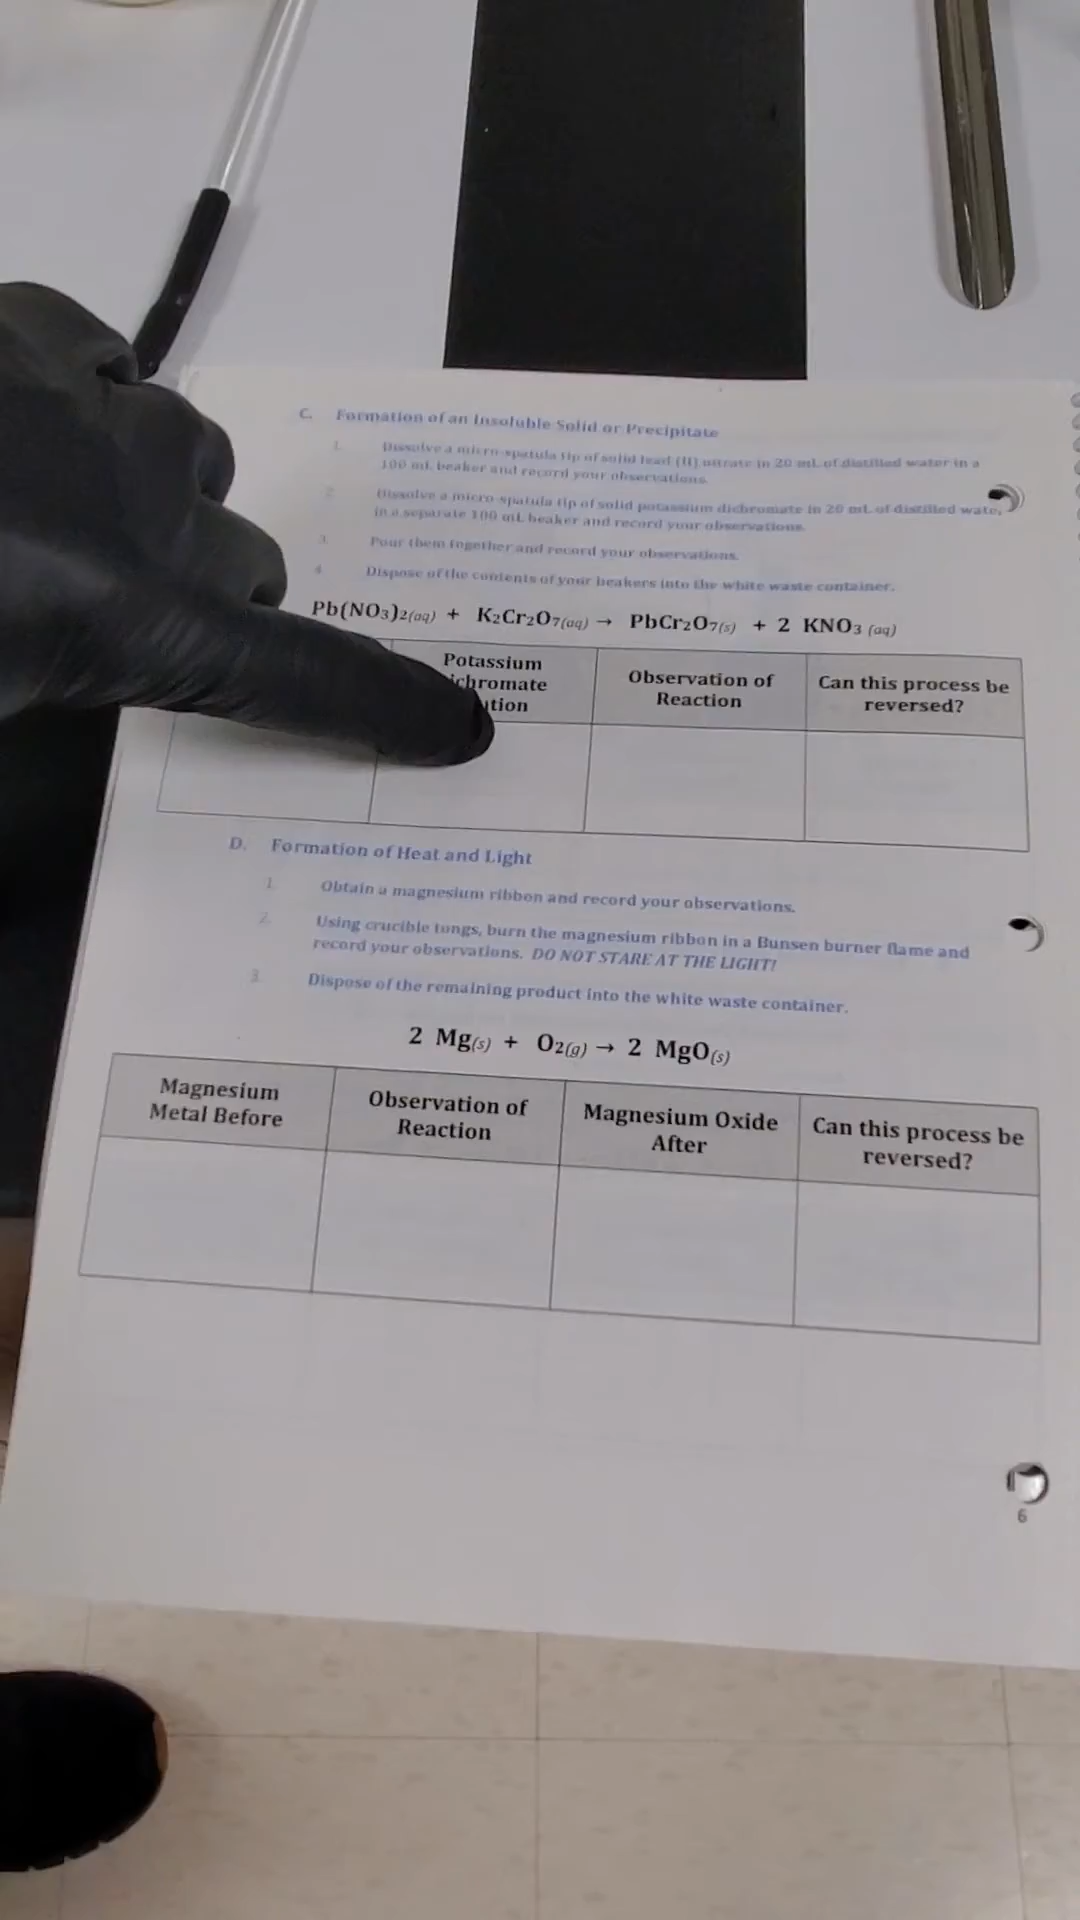 C. Formation of an Insoluble Solid or Precipitate
1. Dissolve a micro-spatula tip of solid lead (II) nitrate in 20 mL of distilled water in a
100 mL beaker and record your observations.
2. Dissolve a micro-spatula tip of solid potassium dichromate in 20 mL of distilled wate
in a separate 100 mL beaker and record your observations.
3. Pour them together and record your observations.
4. Dispose of the contents of your beakers into the white waste container.
Pb(NO3)2(aq) + K2Cr2O7(aq) → PbCr2O7(s) + 2 KNO3 (aq)
Potassium
ichromate
tion
Observation of
Reaction
Can this process be
reversed?
D. Formation of Heat and Light
1. Obtain a magnesium ribbon and record your observations.
2. Using crucible tongs, burn the magnesium ribbon in a Bunsen burner flame and
record your observations. DO NOT STARE AT THE LIGHT!
3. Dispose of the remaining product into the white waste container.
2 Mg(s) + O2(g) → 2 MgO(s)
Magnesium
Metal Before
Observation of
Reaction
Magnesium Oxide
After
Can this process be
reversed?
6